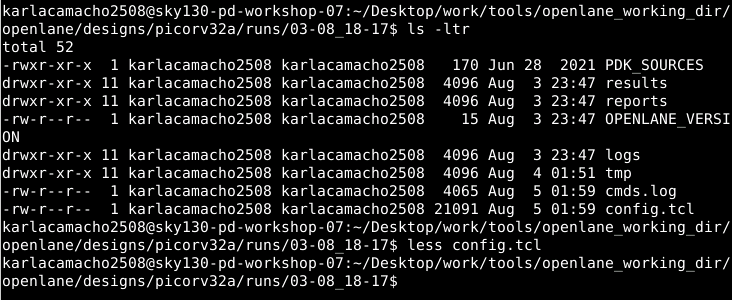 karlacamacho2508@sky130-pd-workshop-07:~/Desktop/work/tools/openlane_working_dir/
openlane/designs/picorv32a/runs/03-08_18-17$ ls -ltr
total 52
-rwxr-xr-x  1 karlacamacho2508 karlacamacho2508   170 Jun 28  2021 PDK_SOURCES
drwxr-xr-x 11 karlacamacho2508 karlacamacho2508  4096 Aug  3 23:47 results
drwxr-xr-x 11 karlacamacho2508 karlacamacho2508  4096 Aug  3 23:47 reports
-rw-r--r--  1 karlacamacho2508 karlacamacho2508    15 Aug  3 23:47 OPENLANE_VERSI
ON
drwxr-xr-x 11 karlacamacho2508 karlacamacho2508  4096 Aug  3 23:47 logs
drwxr-xr-x 11 karlacamacho2508 karlacamacho2508  4096 Aug  4 01:51 tmp
-rw-r--r--  1 karlacamacho2508 karlacamacho2508  4065 Aug  5 01:59 cmds.log
-rw-r--r--  1 karlacamacho2508 karlacamacho2508 21091 Aug  5 01:59 config.tcl
karlacamacho2508@sky130-pd-workshop-07:~/Desktop/work/tools/openlane_working_dir/
openlane/designs/picorv32a/runs/03-08_18-17$ less config.tcl
karlacamacho2508@sky130-pd-workshop-07:~/Desktop/work/tools/openlane_working_dir/
openlane/designs/picorv32a/runs/03-08_18-17$